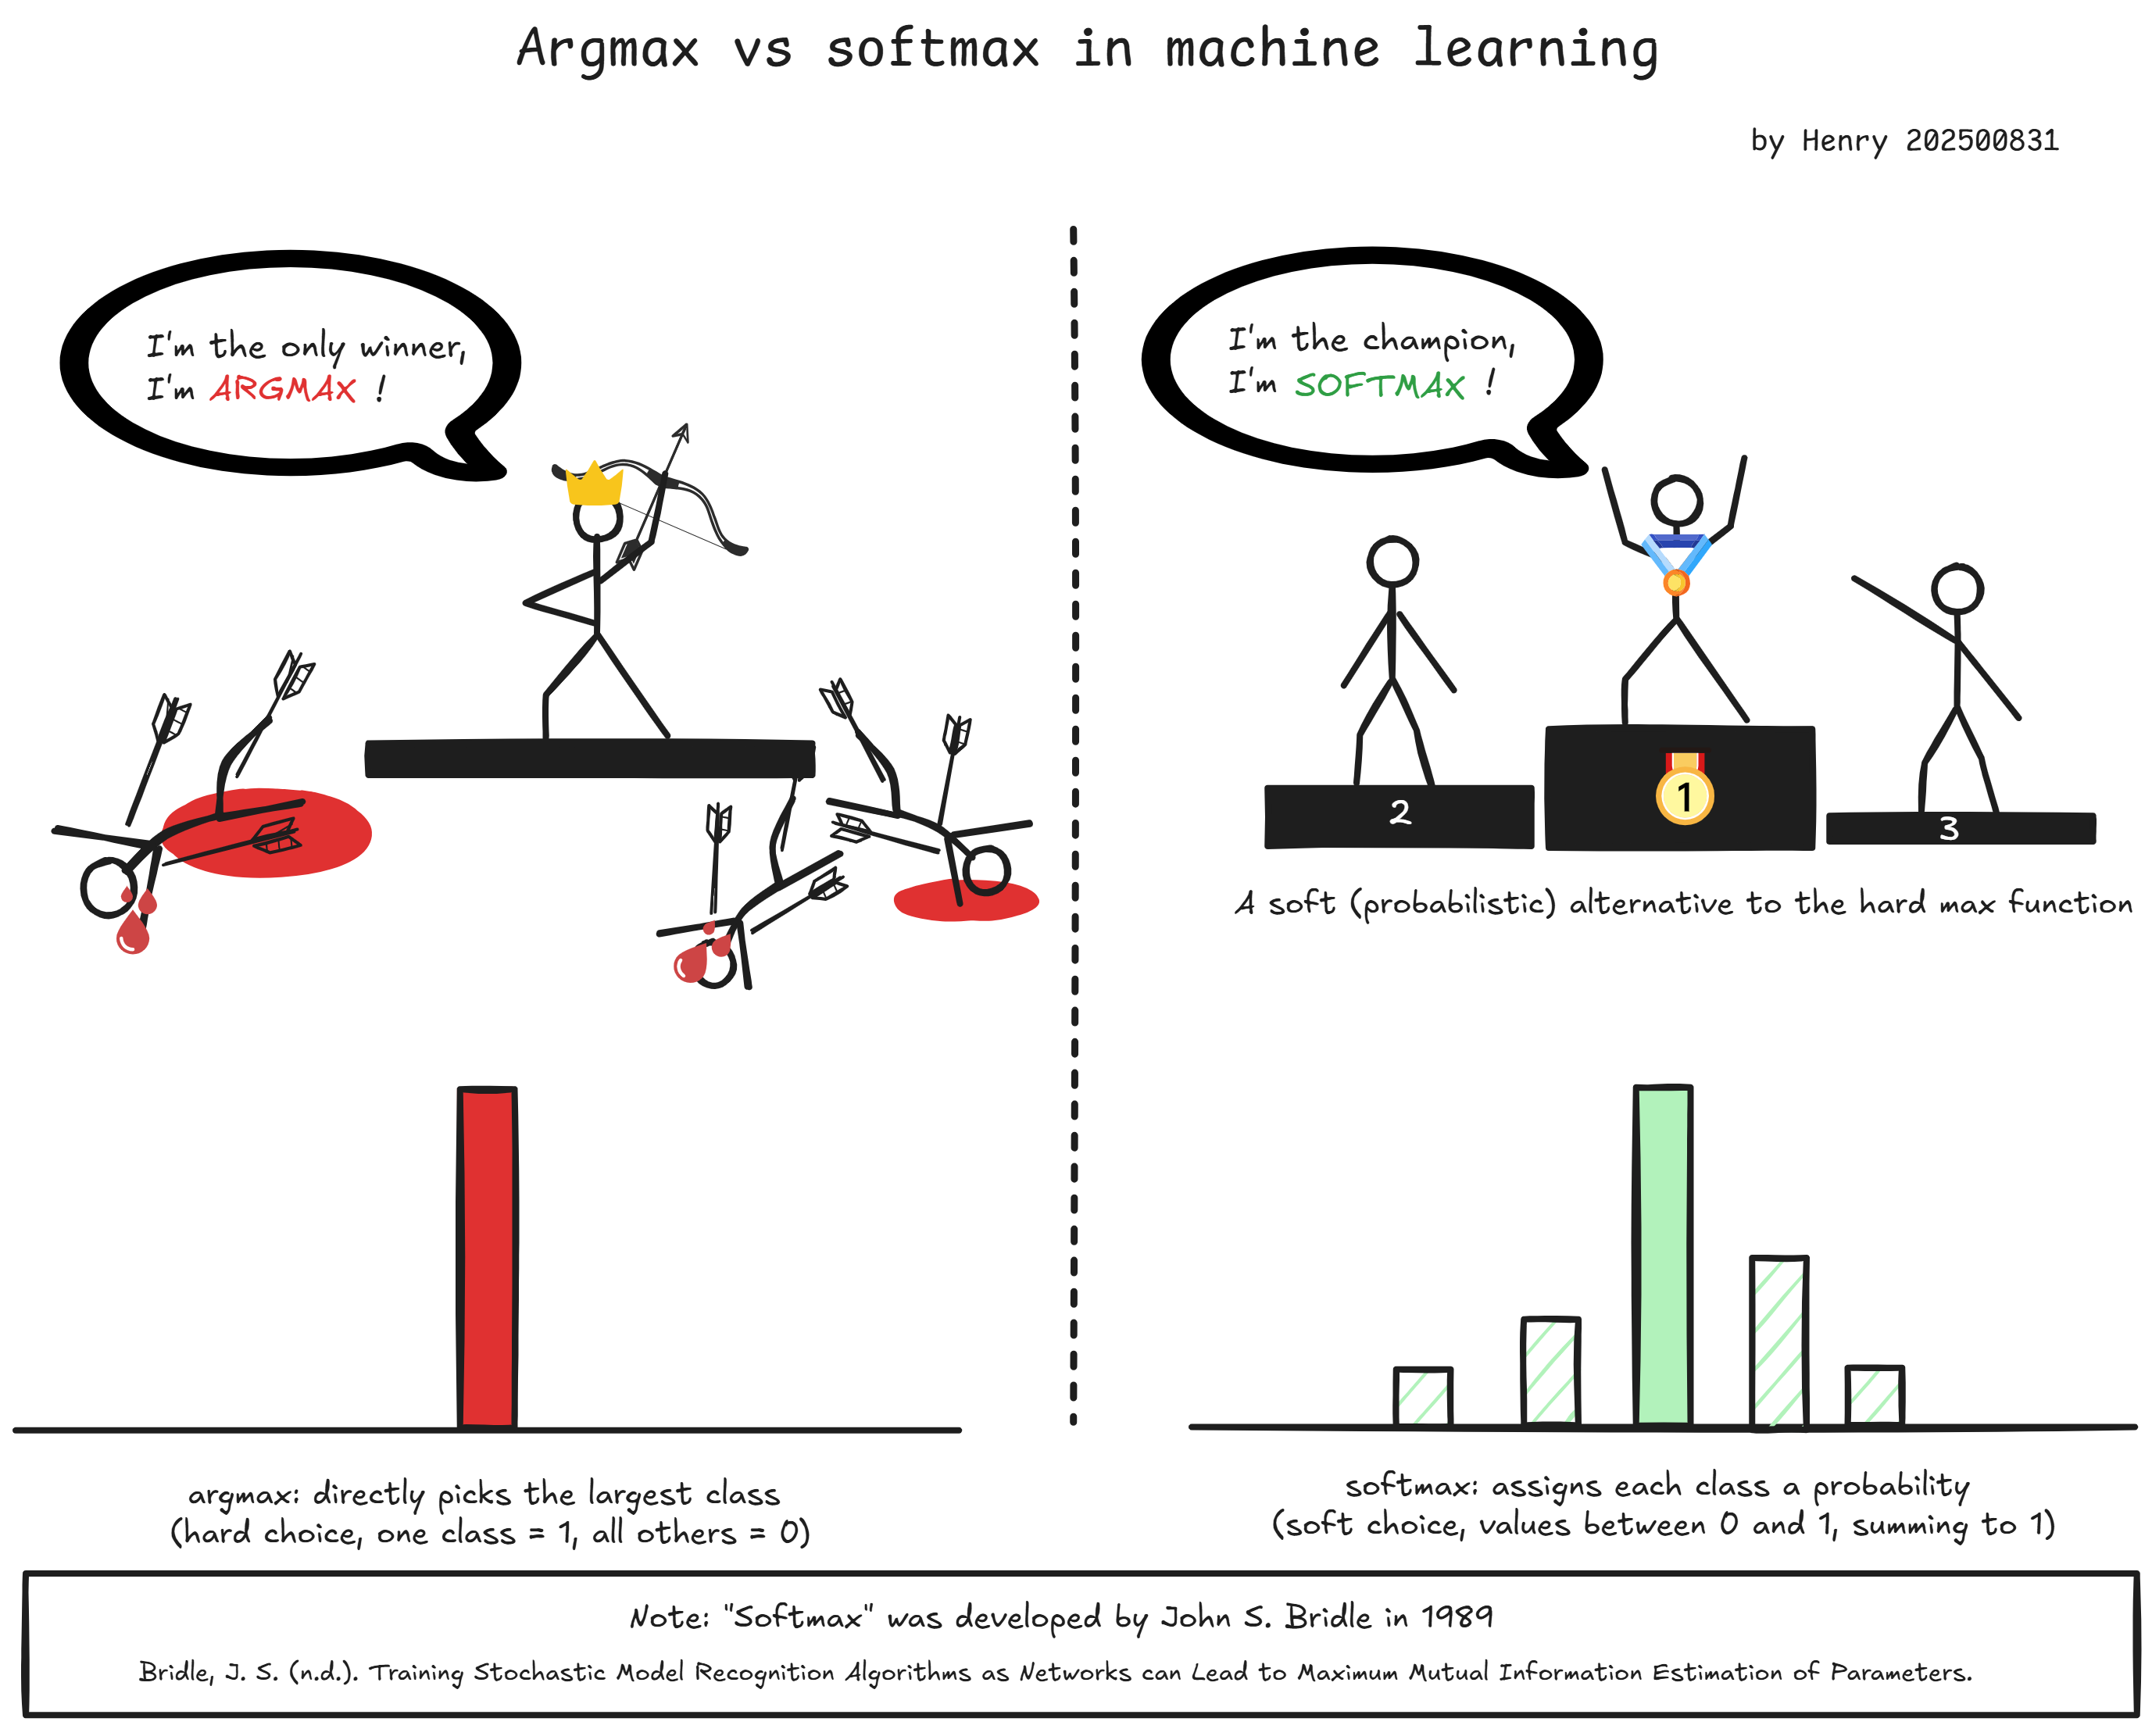 Argmax vs softmax in machine learning
by Henry 202500831
I'm the only winner,
I'm ARGMAX !
I'm the champion,
I'm SOFTMAX !
2
1
3
A soft (probabilistic) alternative to the hard max function
argmax: directly picks the largest class
(hard choice, one class = 1, all others = 0)
softmax: assigns each class a probability
(soft choice, values between 0 and 1, summing to 1)
Note: "Softmax" was developed by John S. Bridle in 1989
Bridle, J. S. (n.d.). Training Stochastic Model Recognition Algorithms as Networks can Lead to Maximum Mutual Information Estimation of Parameters.